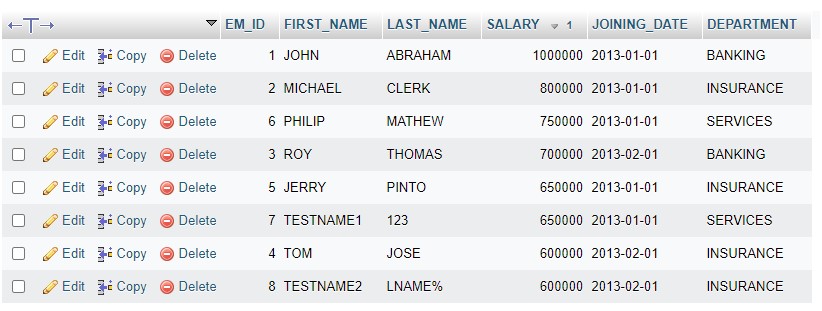 EM_ID FIRST_NAME LAST_NAME SALARY 1 JOINING_DATE DEPARTMENT
Edit Copy Delete 1 JOHN ABRAHAM 1000000 2013-01-01 BANKING
Edit Copy Delete 2 MICHAEL CLERK 800000 2013-01-01 INSURANCE
Edit Copy Delete 6 PHILIP MATHEW 750000 2013-01-01 SERVICES
Edit Copy Delete 3 ROY THOMAS 700000 2013-02-01 BANKING
Edit Copy Delete 5 JERRY PINTO 650000 2013-01-01 INSURANCE
Edit Copy Delete 7 TESTNAME1 123 650000 2013-01-01 SERVICES
Edit Copy Delete 4 TOM JOSE 600000 2013-02-01 INSURANCE
Edit Copy Delete 8 TESTNAME2 LNAME% 600000 2013-02-01 INSURANCE